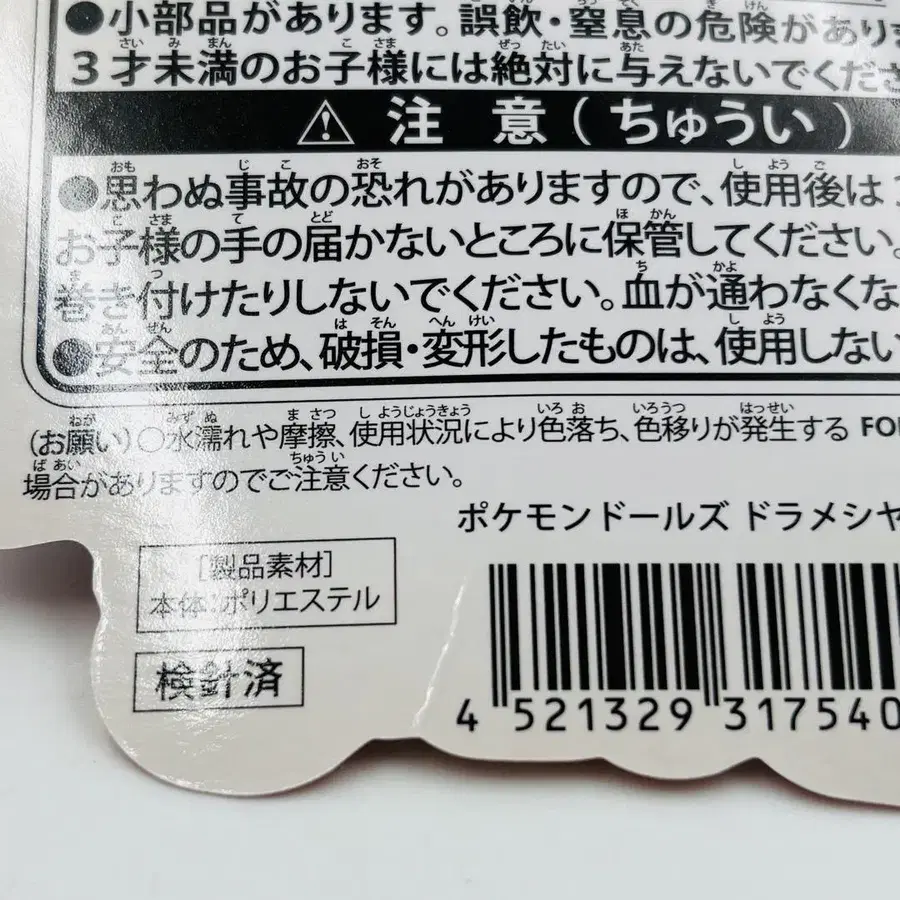 ●小部品があります。誤飲・窒息の危険があります
3才未満のお子様には絶対に与えないでくださ
⚠ 注意(ちゅうい)
●思わぬ事故の恐れがありますので、使用後は
お子様の手の届かないところに保管してください。
巻き付けたりしないでください。血が通わなくな
●安全のため、破損・変形したものは、使用しない
(お願い)○水濡れや摩擦、使用状況により色落ち、色移りが発生する FO
場合がありますのでご注意ください。
ポケモンドールズ ドラメシヤ
[製品素材]
本体:ポリエステル
検針済
4 521329 317540